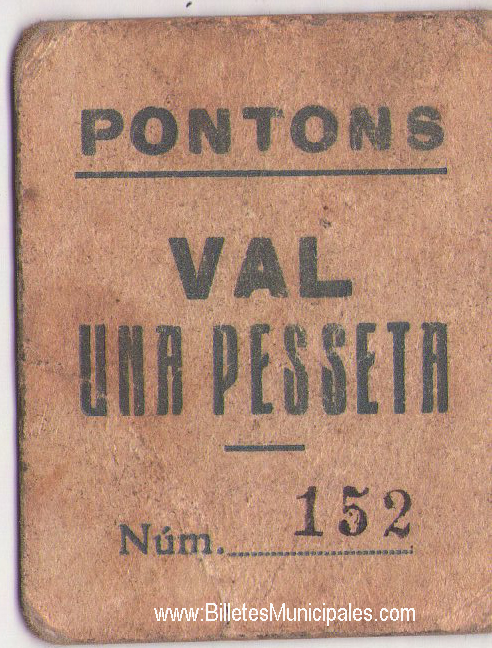 PONTONS
VAL
UNA PESSETA
Núm. 152
www.BilletesMunicipales.com